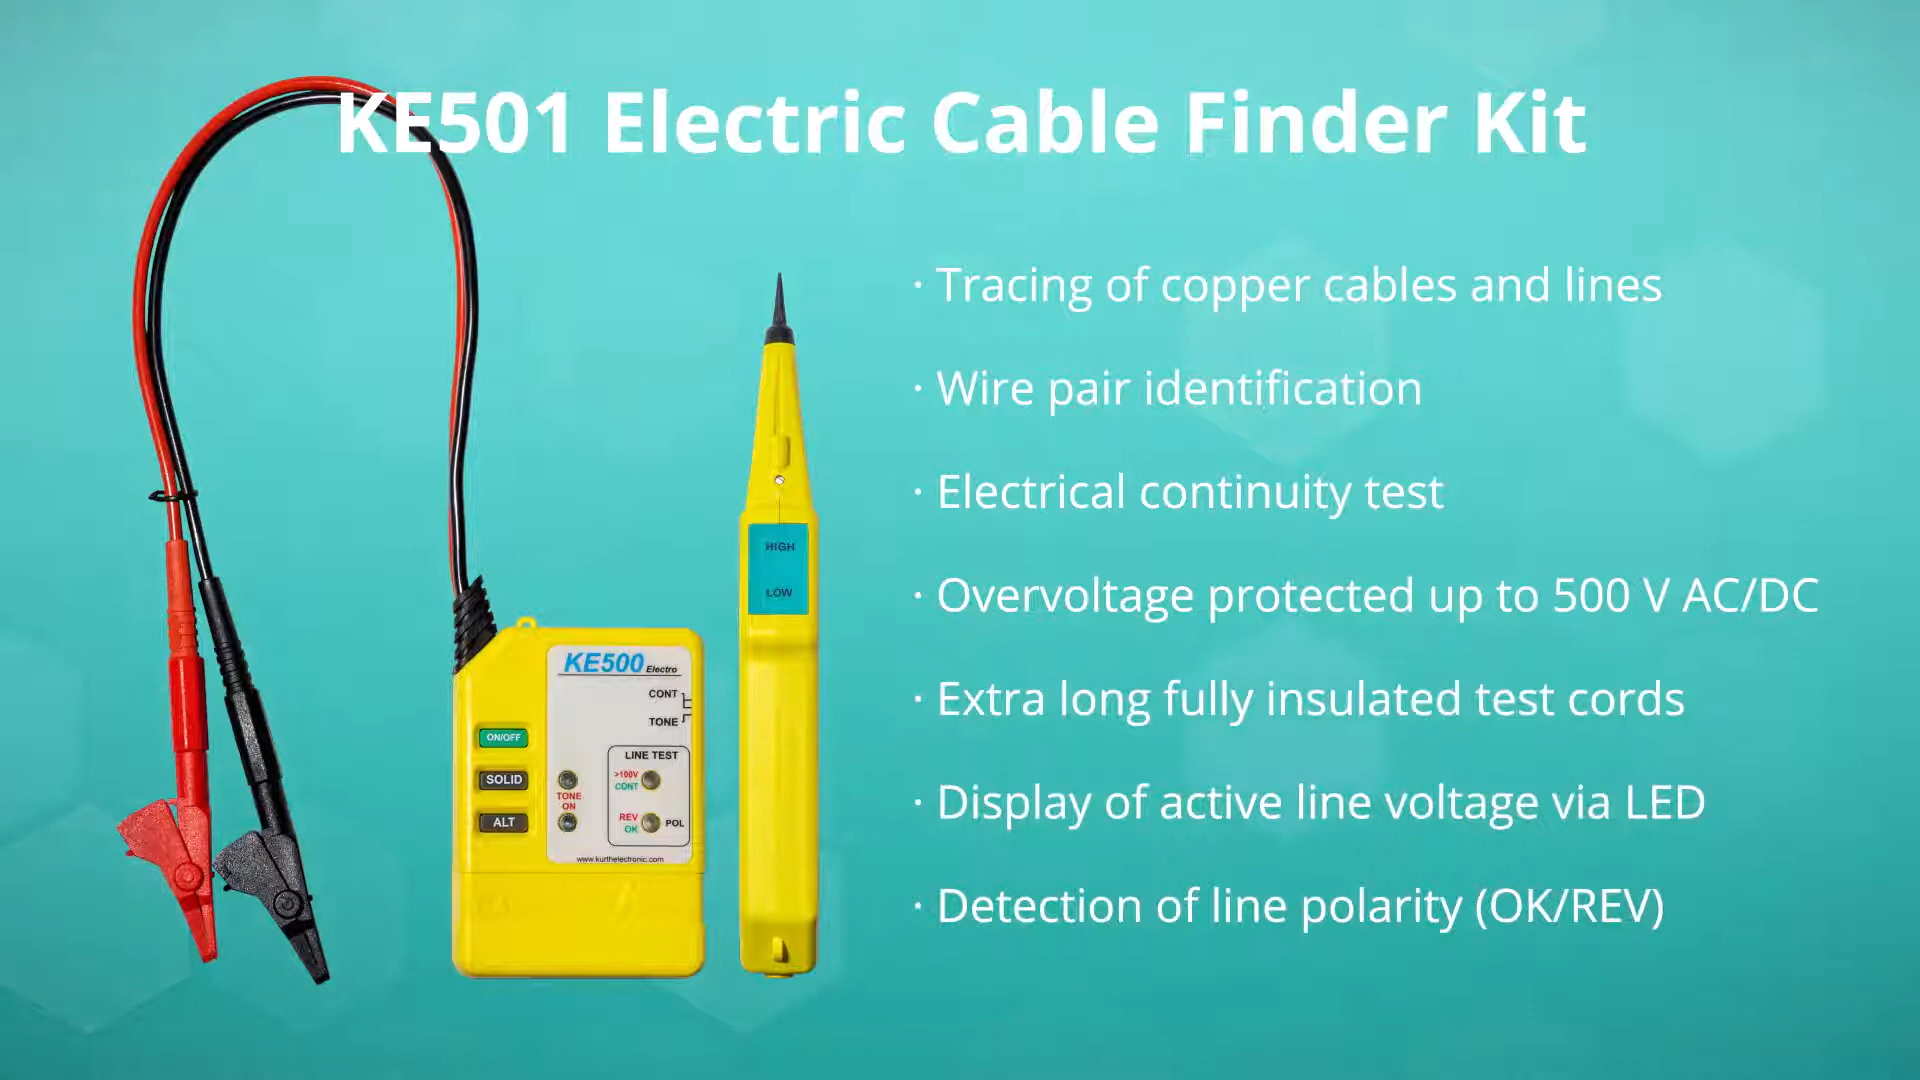 KE501 Electric Cable Finder Kit
· Tracing of copper cables and lines
· Wire pair identification
· Electrical continuity test
· Overvoltage protected up to 500 V AC/DC
· Extra long fully insulated test cords
· Display of active line voltage via LED
· Detection of line polarity (OK/REV)
HIGH
LOW
KE500 Electro
CONT
TONE
ON/OFF
SOLID
ALT
TONE
ON
LINE TEST
>100V
CONT
REV
OK
POL
www.kurthelectronic.com